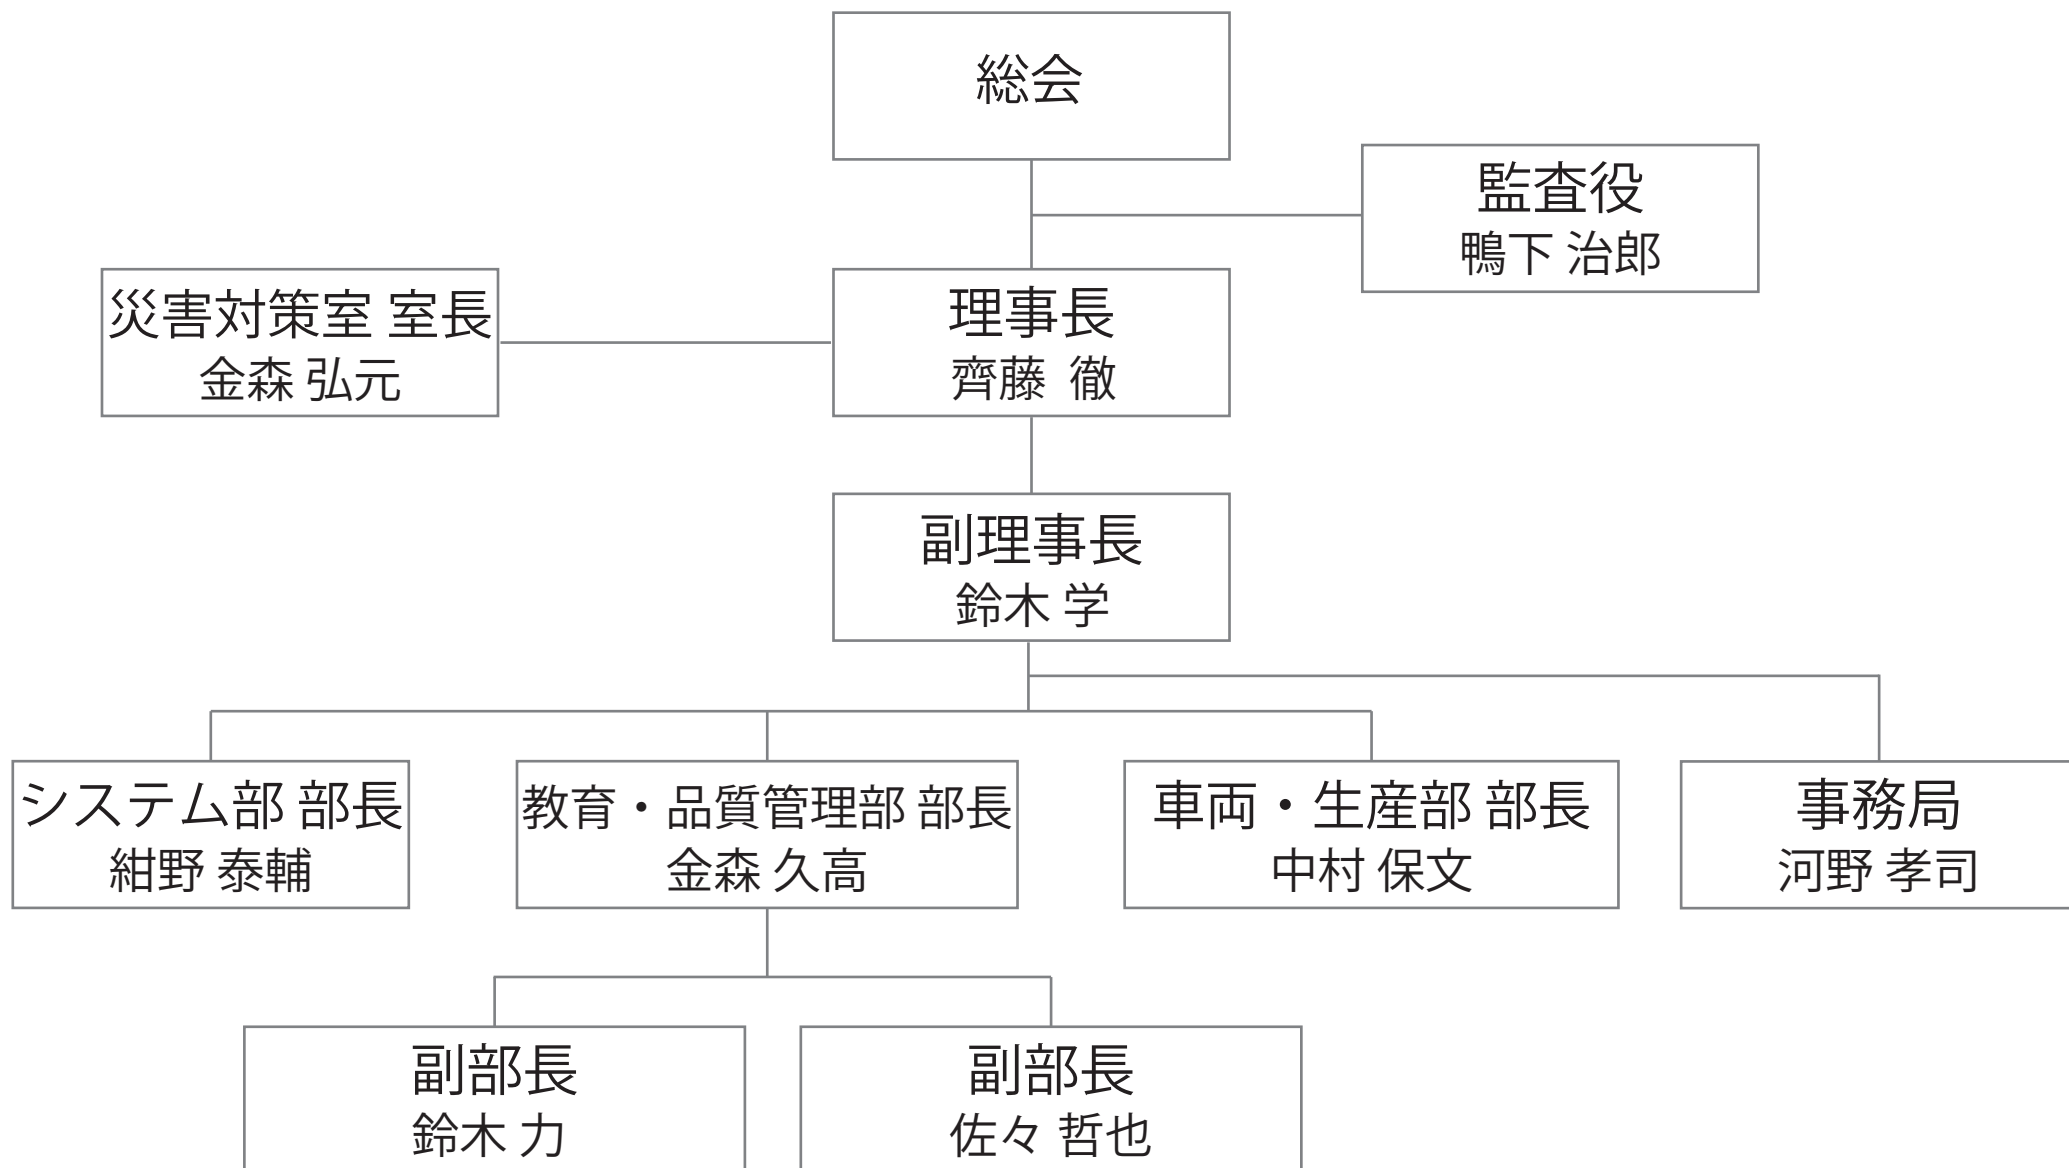 総会
監査役
鴨下 治郎
災害対策室 室長
金森 弘元
理事長
齊藤 徹
副理事長
鈴木 学
システム部 部長
紺野 泰輔
教育・品質管理部 部長
金森 久高
車両・生産部 部長
中村 保文
事務局
河野 孝司
副部長
鈴木 力
副部長
佐々 哲也